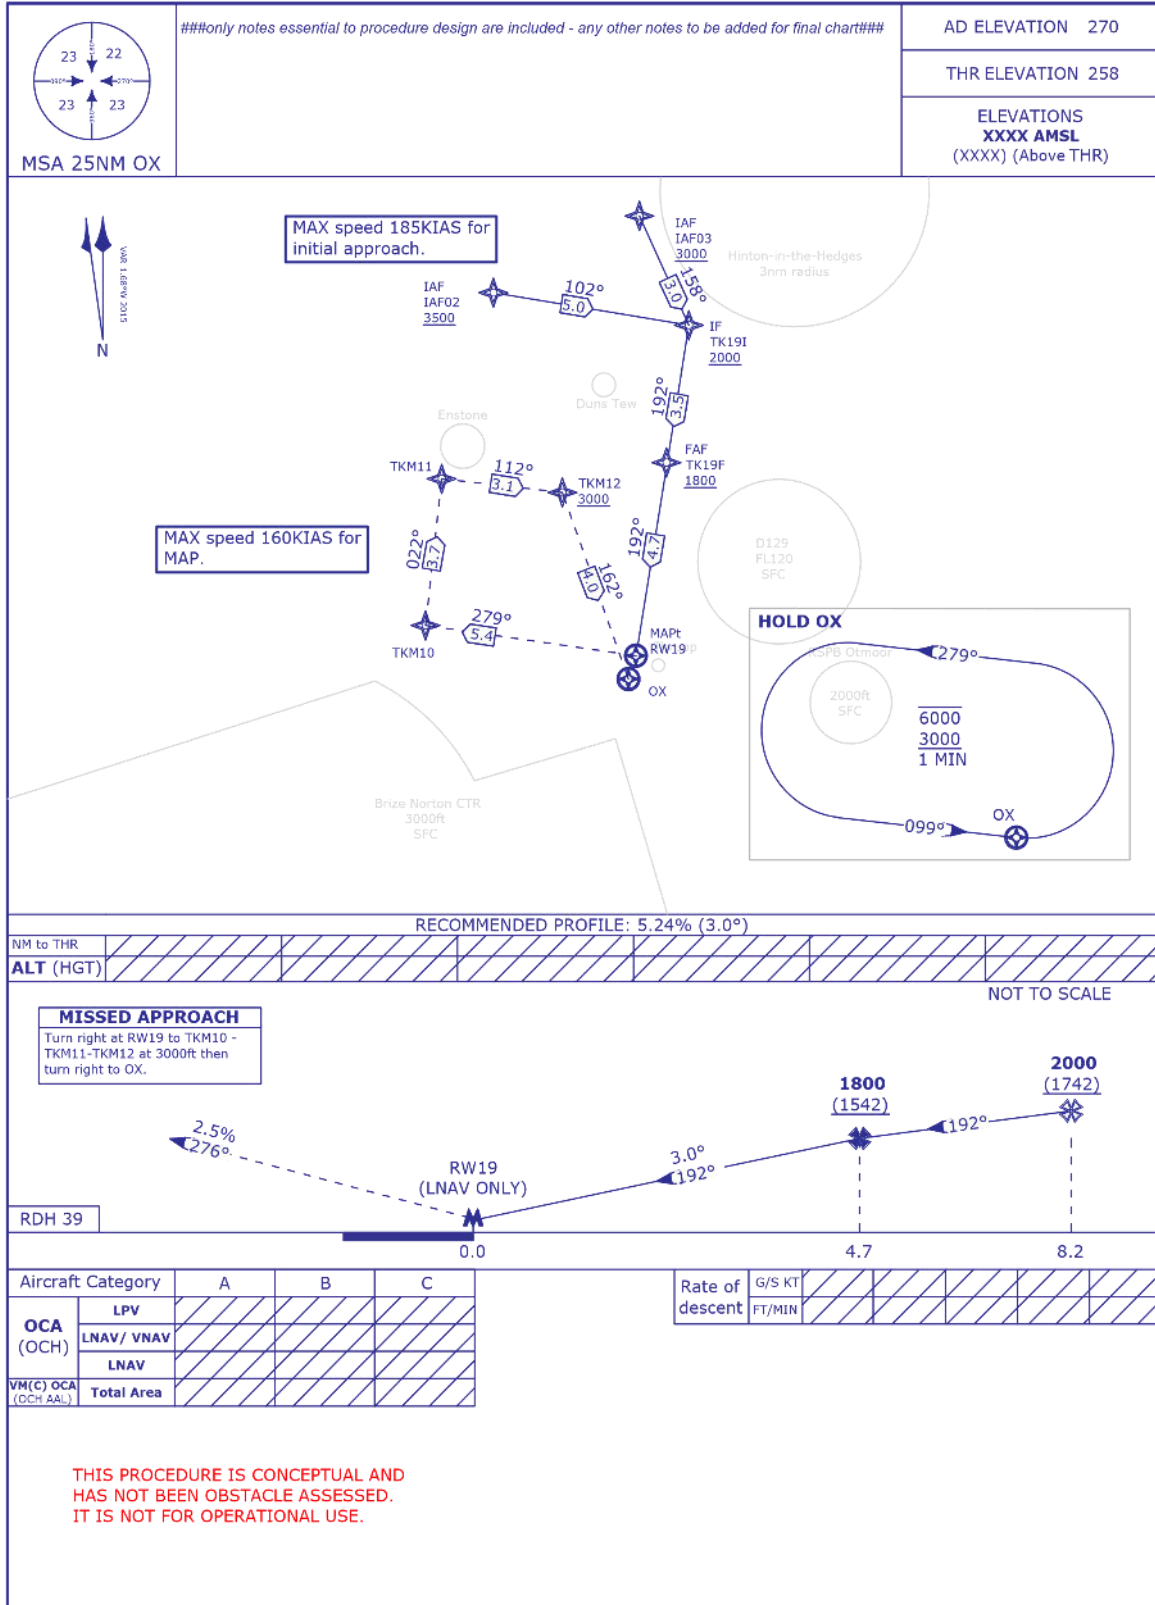 ###only notes essential to procedure design are included - any other notes to be added for final chart###
AD ELEVATION 270
THR ELEVATION 258
ELEVATIONS
XXXX AMSL
(XXXX) (Above THR)
23 22
090° 270°
23 23
MSA 25NM OX
MAX speed 185KIAS for
initial approach.
VAR 1.68°W 2015
N
IAF
IAF03
3000
Hinton-in-the-Hedges
3nm radius
158°
3.0
IAF
IAF02
3500
102°
5.0
IF
TK19I
2000
192°
3.5
Duns Tew
Enstone
FAF
TK19F
1800
TKM11
112°
3.1
TKM12
3000
MAX speed 160KIAS for
MAP.
022°
3.7
192°
4.7
162°
4.0
D129
FL120
SFC
279°
5.4
TKM10
MAPt
RW19
OX
HOLD OX
279°
RSPB Otmoor
2000ft
SFC
6000
3000
1 MIN
OX
099°
Brize Norton CTR
3000ft
SFC
RECOMMENDED PROFILE: 5.24% (3.0°)
NM to THR
ALT (HGT)
NOT TO SCALE
MISSED APPROACH
Turn right at RW19 to TKM10 -
TKM11-TKM12 at 3000ft then
turn right to OX.
2000
(1742)
1800
(1542)
192°
2.5%
276°
3.0°
192°
RW19
(LNAV ONLY)
M
RDH 39
0.0 4.7 8.2
Aircraft Category A B C
OCA
(OCH)
LPV
LNAV/ VNAV
LNAV
VM(C) OCA
(OCH AAL)
Total Area
Rate of
descent
G/S KT
FT/MIN
THIS PROCEDURE IS CONCEPTUAL AND
HAS NOT BEEN OBSTACLE ASSESSED.
IT IS NOT FOR OPERATIONAL USE.